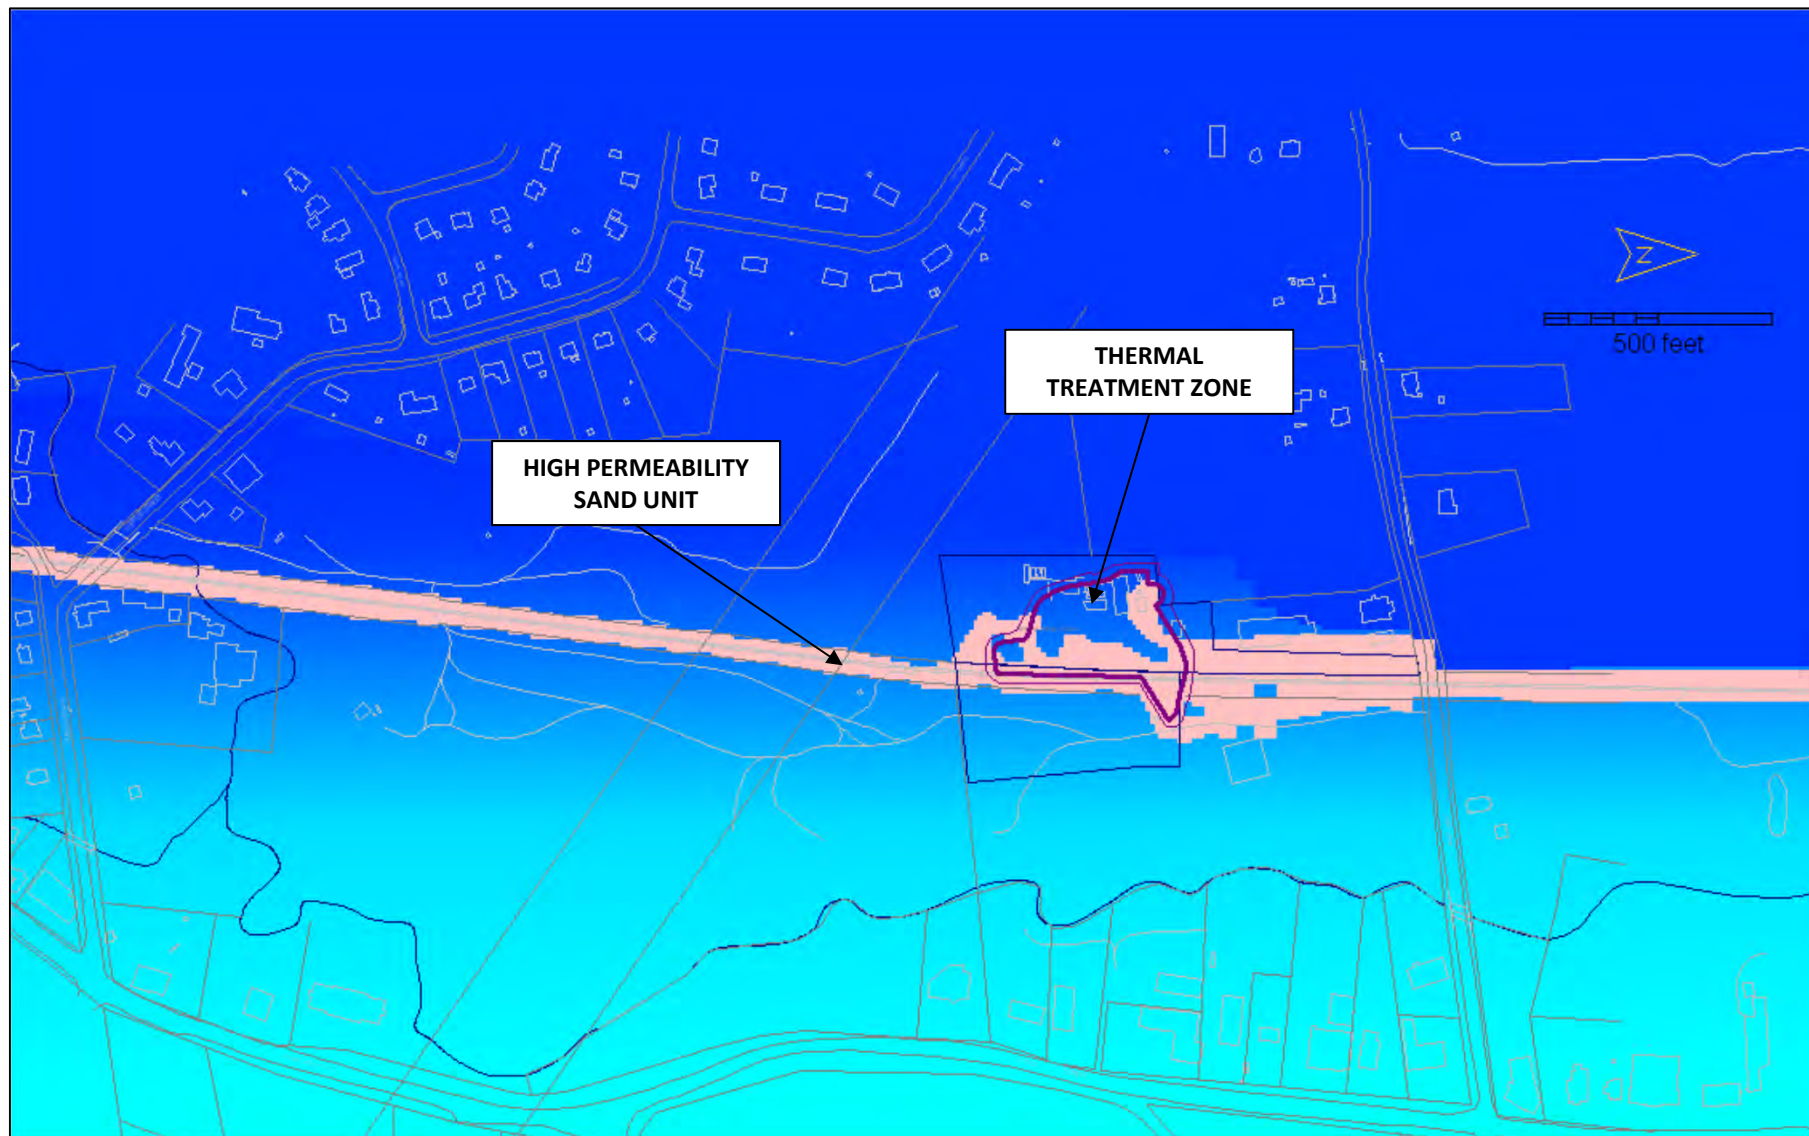 Z
500 feet
THERMAL
TREATMENT ZONE
HIGH PERMEABILITY
SAND UNIT